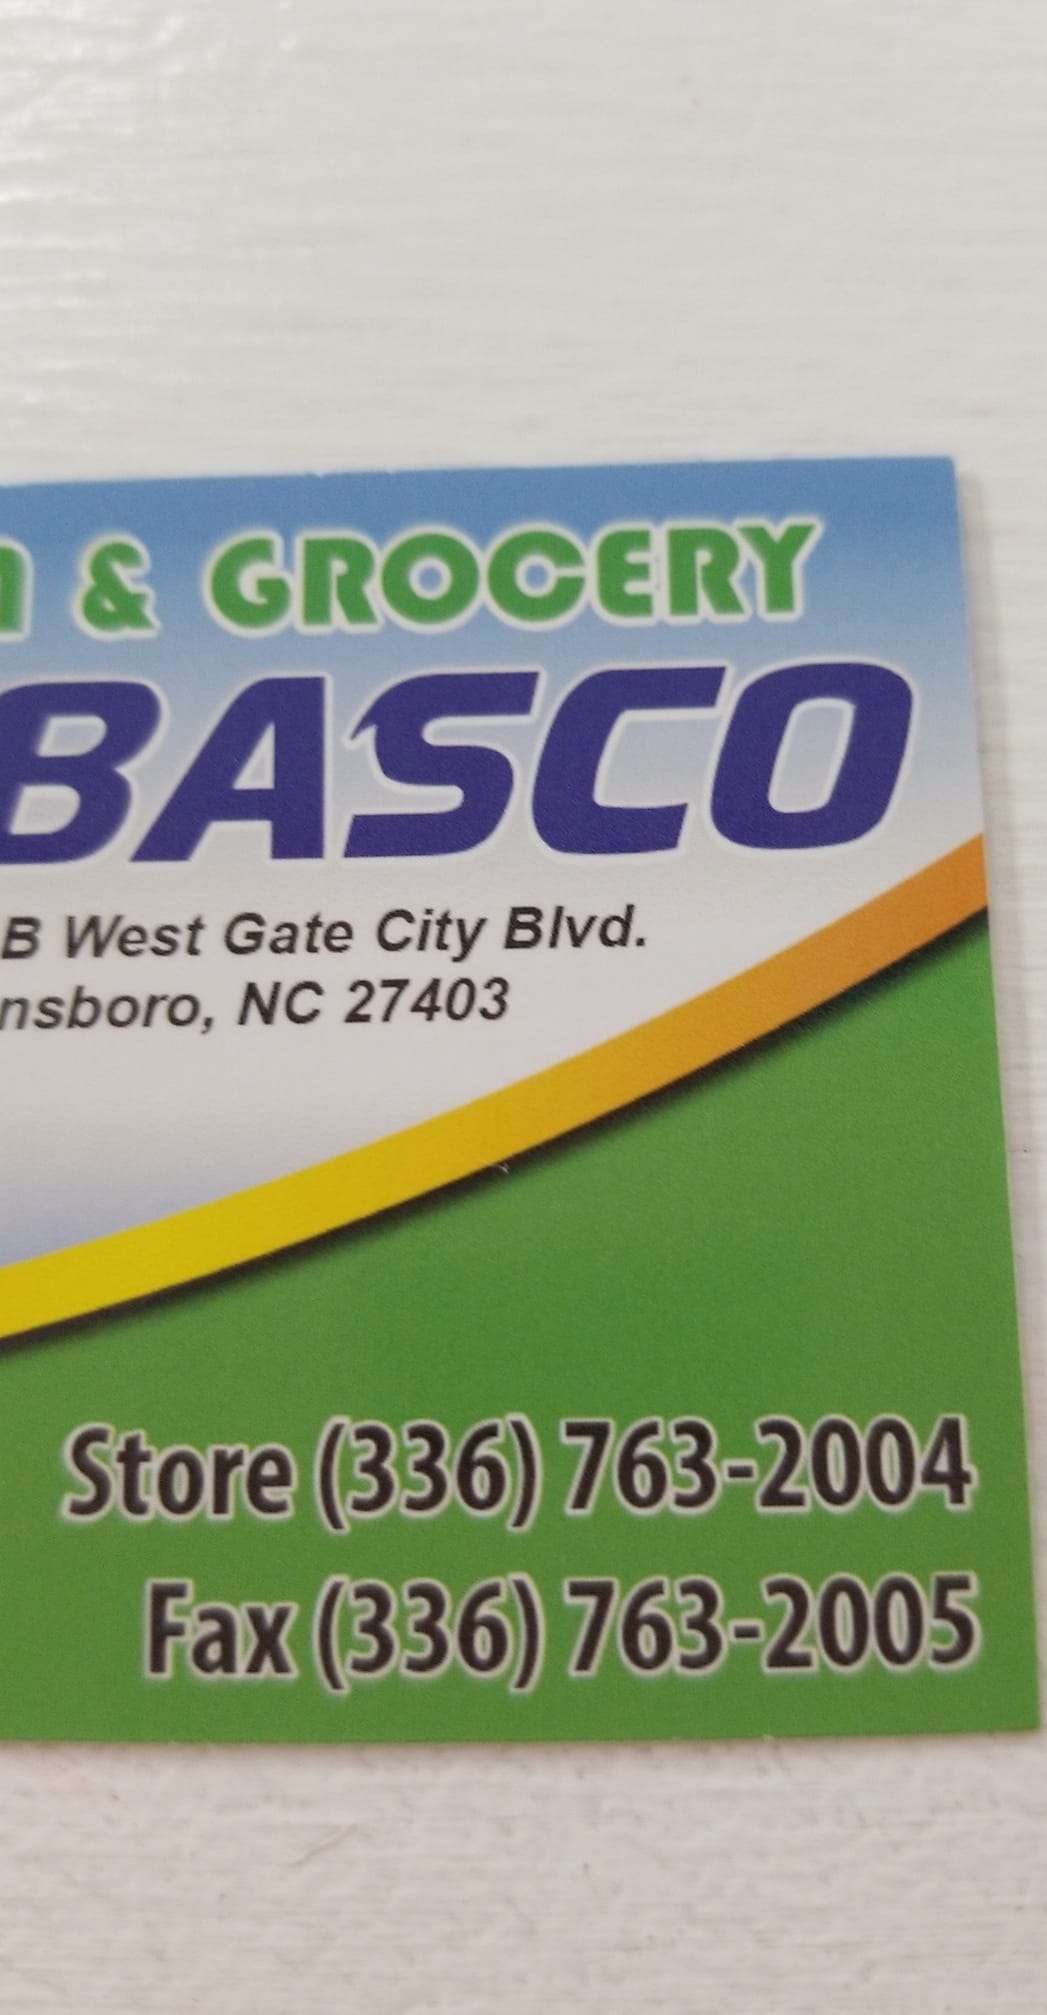 & GROCERY
BASCO
B West Gate City Blvd.
nsboro, NC 27403
Store (336) 763-2004
Fax (336) 763-2005